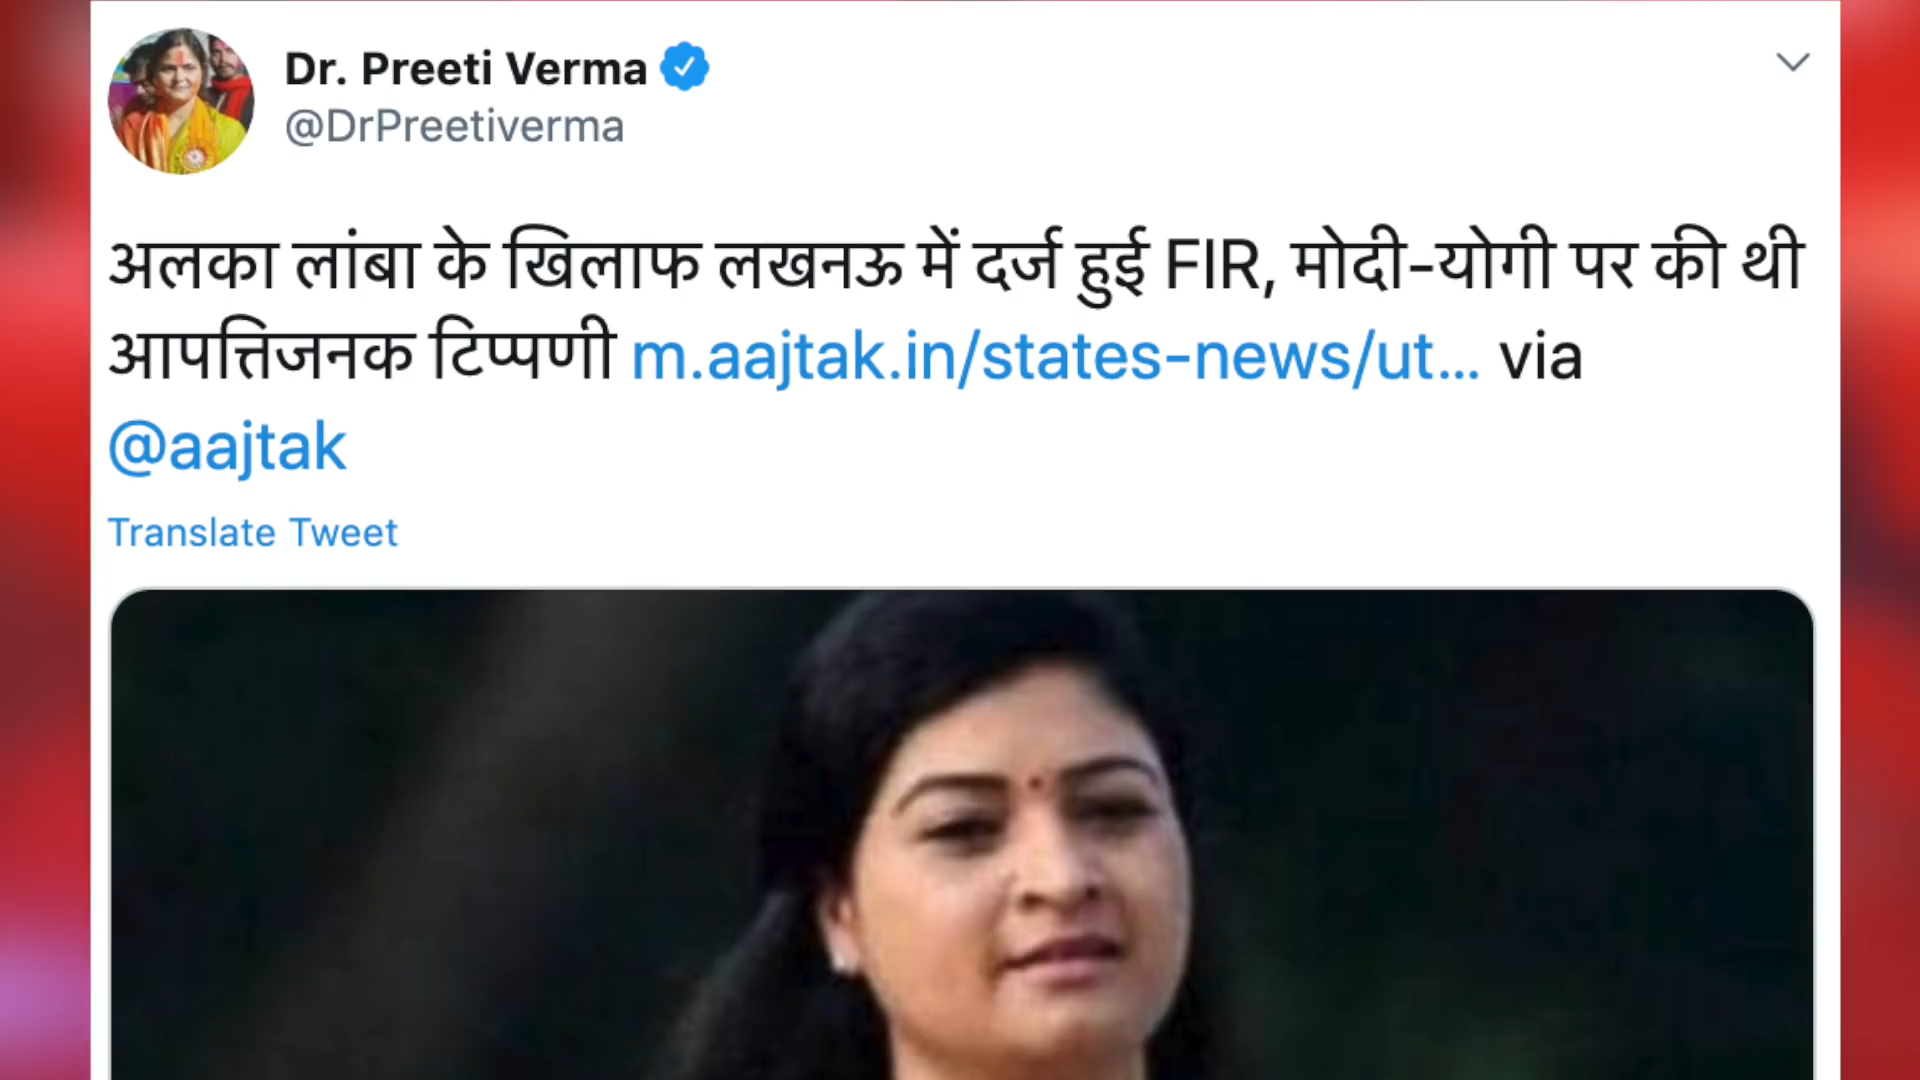 Dr. Preeti Verma
@DrPreetiverma
अलका लांबा के खिलाफ लखनऊ में दर्ज हुई FIR, मोदी-योगी पर की थी
आपत्तिजनक टिप्पणी m.aajtak.in/states-news/ut... via
@aajtak
Translate Tweet